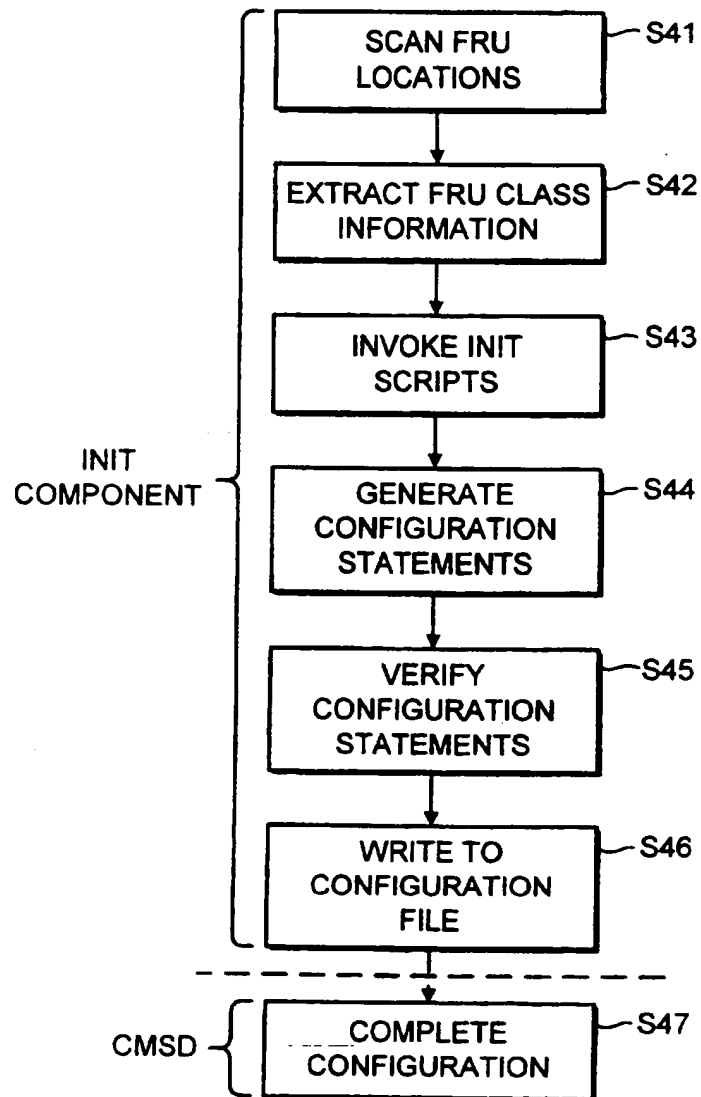 SCAN FRU
LOCATIONS
S41
EXTRACT FRU CLASS
INFORMATION
S42
INVOKE INIT
SCRIPTS
S43
INIT
COMPONENT
GENERATE
CONFIGURATION
STATEMENTS
S44
VERIFY
CONFIGURATION
STATEMENTS
S45
WRITE TO
CONFIGURATION
FILE
S46
CMSD
COMPLETE
CONFIGURATION
S47